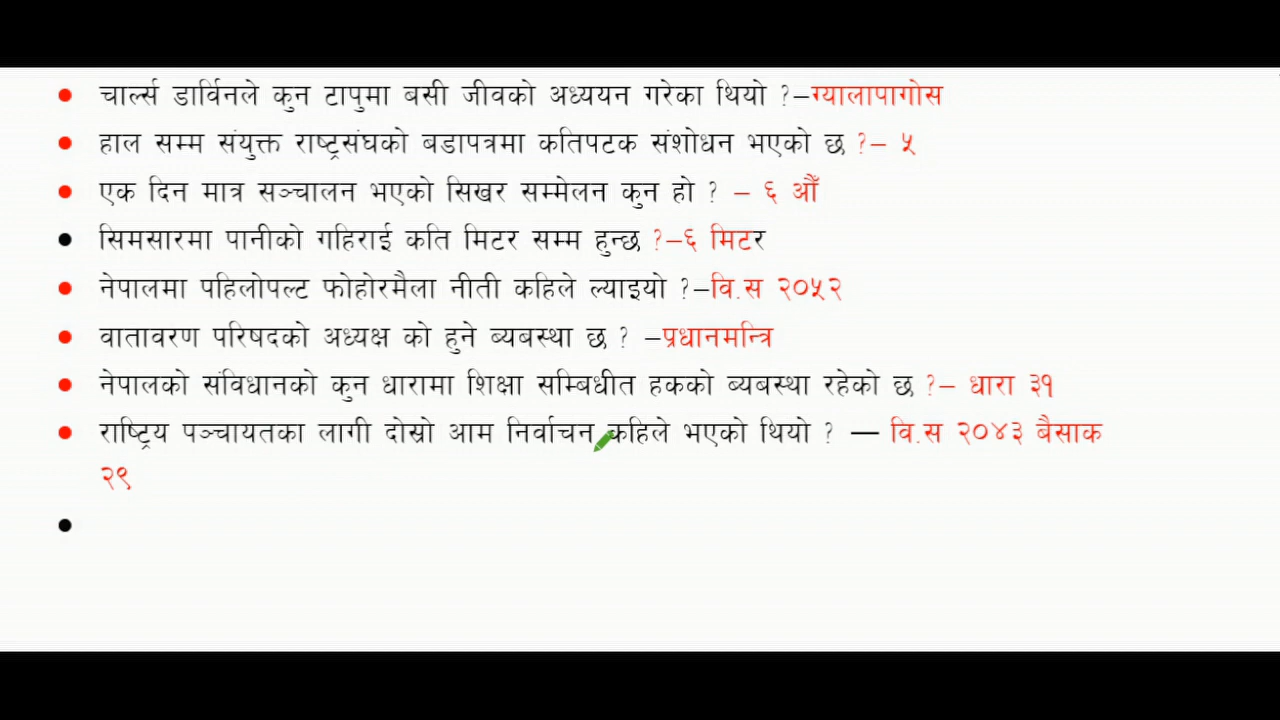 • चार्ल्स डार्विनले कुन टापुमा बसी जीवको अध्ययन गरेका थियो ?–ग्यालापागोस
• हाल सम्म संयुक्त राष्ट्रसंघको बडापत्रमा कतिपटक संशोधन भएको छ ?– ५
• एक दिन मात्र सञ्चालन भएको सिखर सम्मेलन कुन हो ? – ६ औँ
• सिमसारमा पानीको गहिराई कति मिटर सम्म हुन्छ ?–६ मिटर
• नेपालमा पहिलोपल्ट फोहोरमैला नीती कहिले ल्याइयो ?–वि.स २०५२
• वातावरण परिषदको अध्यक्ष को हुने ब्यबस्था छ ? –प्रधानमन्त्रि
• नेपालको संविधानको कुन धारामा शिक्षा सम्बिधीत हकको ब्यबस्था रहेको छ ?– धारा ३१
• राष्ट्रिय पञ्चायतका लागी दोस्रो आम निर्वाचन कहिले भएको थियो ? — वि.स २०४३ बैसाक
२९
•